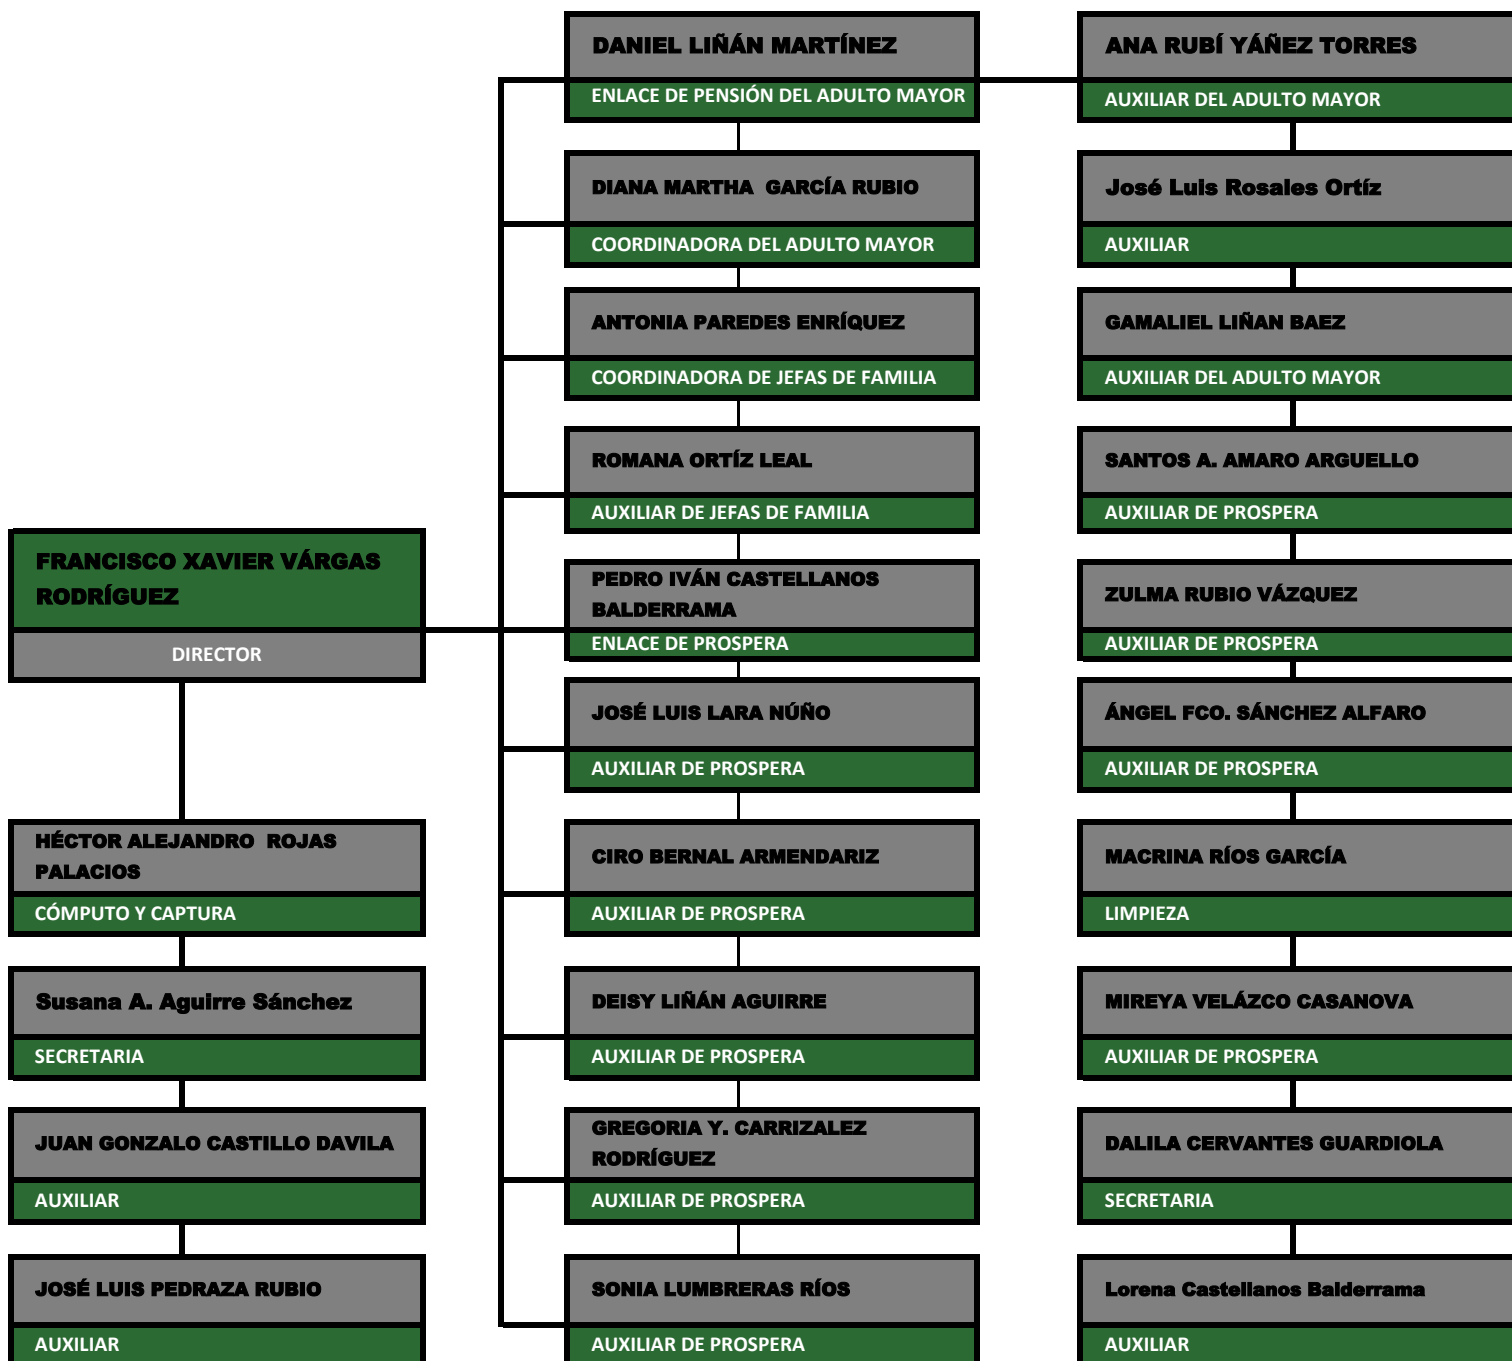 FRANCISCO XAVIER VÁRGAS
RODRÍGUEZ
DIRECTOR
HÉCTOR ALEJANDRO  ROJAS
PALACIOS
CÓMPUTO Y CAPTURA
Susana A. Aguirre Sánchez
SECRETARIA
JUAN GONZALO CASTILLO DAVILA
AUXILIAR
JOSÉ LUIS PEDRAZA RUBIO
AUXILIAR
DANIEL LIÑÁN MARTÍNEZ
ENLACE DE PENSIÓN DEL ADULTO MAYOR
DIANA MARTHA  GARCÍA RUBIO
COORDINADORA DEL ADULTO MAYOR
ANTONIA PAREDES ENRÍQUEZ
COORDINADORA DE JEFAS DE FAMILIA
ROMANA ORTÍZ LEAL
AUXILIAR DE JEFAS DE FAMILIA
PEDRO IVÁN CASTELLANOS
BALDERRAMA
ENLACE DE PROSPERA
JOSÉ LUIS LARA NÚÑO
AUXILIAR DE PROSPERA
CIRO BERNAL ARMENDARIZ
AUXILIAR DE PROSPERA
DEISY LIÑÁN AGUIRRE
AUXILIAR DE PROSPERA
GREGORIA Y. CARRIZALEZ
RODRÍGUEZ
AUXILIAR DE PROSPERA
SONIA LUMBRERAS RÍOS
AUXILIAR DE PROSPERA
ANA RUBÍ YÁÑEZ TORRES
AUXILIAR DEL ADULTO MAYOR
José Luis Rosales Ortíz
AUXILIAR
GAMALIEL LIÑAN BAEZ
AUXILIAR DEL ADULTO MAYOR
SANTOS A. AMARO ARGUELLO
AUXILIAR DE PROSPERA
ZULMA RUBIO VÁZQUEZ
AUXILIAR DE PROSPERA
ÁNGEL FCO. SÁNCHEZ ALFARO
AUXILIAR DE PROSPERA
MACRINA RÍOS GARCÍA
LIMPIEZA
MIREYA VELÁZCO CASANOVA
AUXILIAR DE PROSPERA
DALILA CERVANTES GUARDIOLA
SECRETARIA
Lorena Castellanos Balderrama
AUXILIAR